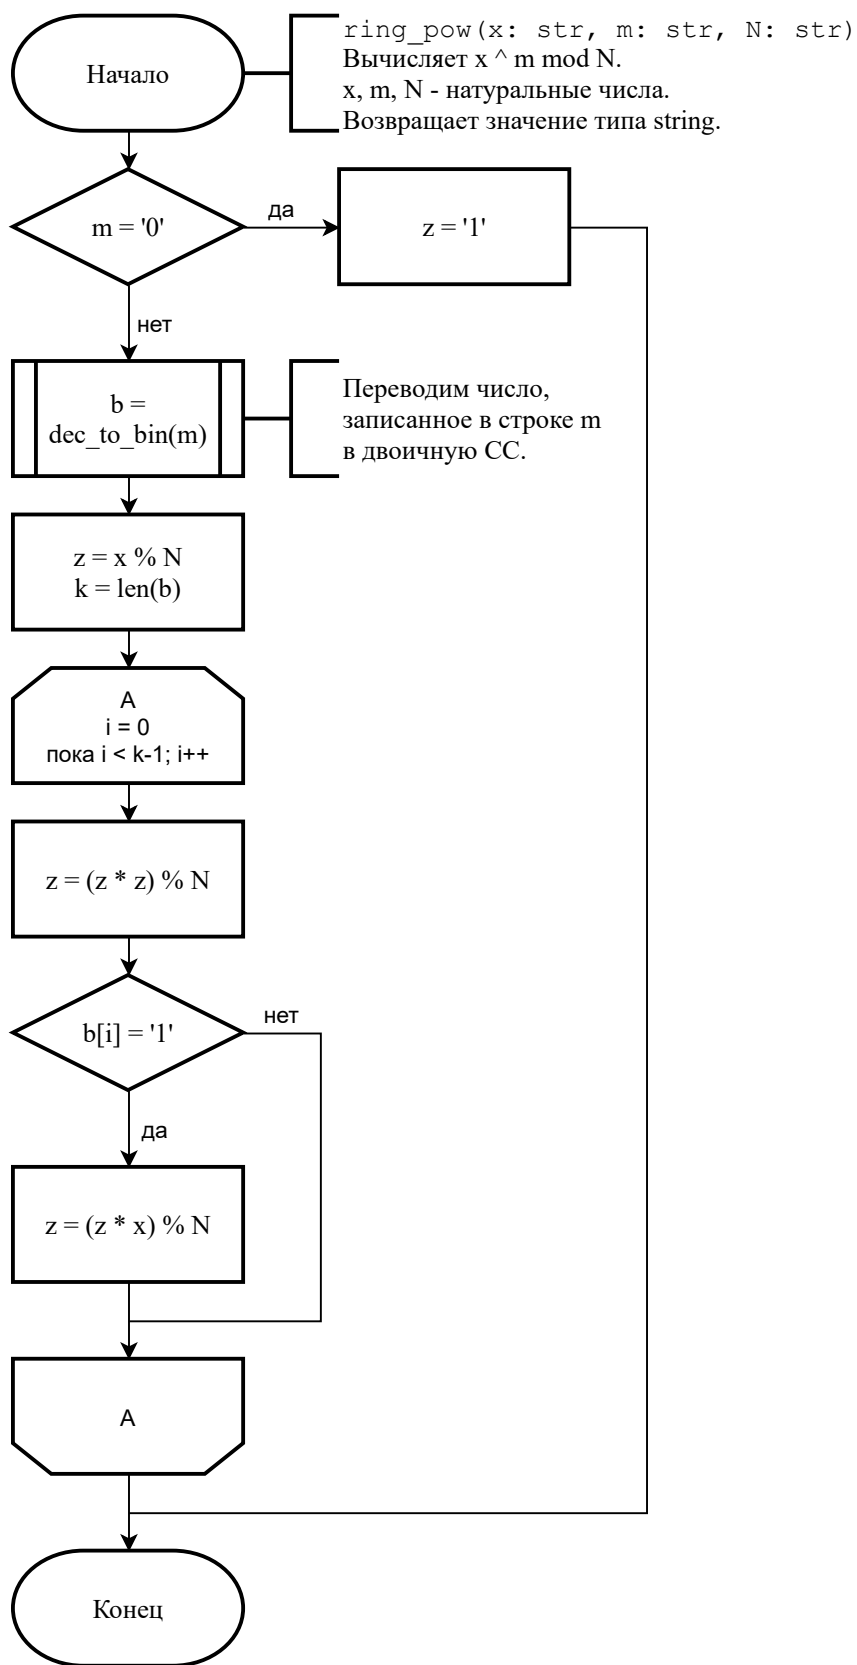 Начало
ring_pow(x: str, m: str, N: str)
Вычисляет x ^ m mod N.
x, m, N - натуральные числа.
Возвращает значение типа string.
m = '0'
да
z = '1'
нет
b =
dec_to_bin(m)
Переводим число,
записанное в строке m
в двоичную СС.
z = x % N
k = len(b)
A
i = 0
пока i < k-1; i++
z = (z * z) % N
b[i] = '1'
нет
да
z = (z * x) % N
A
Конец